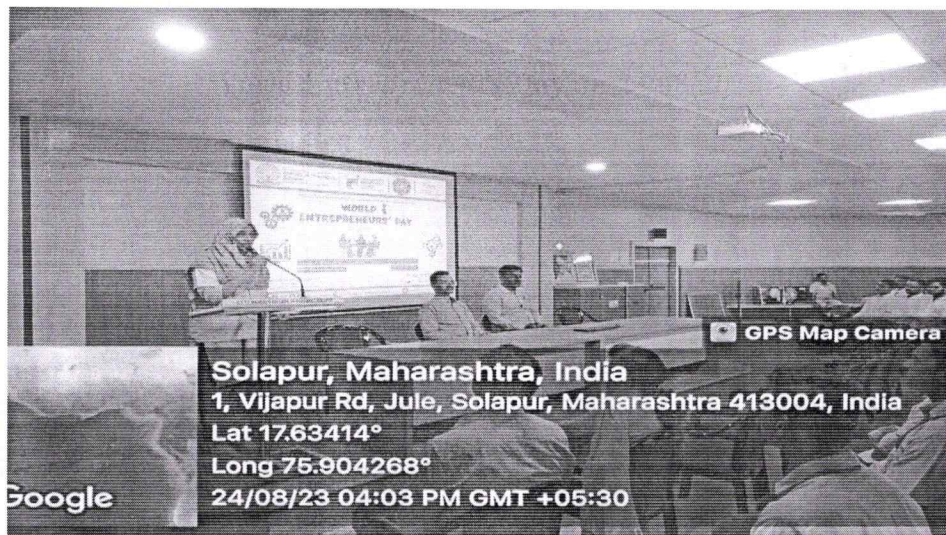 WORLD
ENTREPRENEURS' DAY
GPS Map Camera
Solapur, Maharashtra, India
1, Vijapur Rd, Jule, Solapur, Maharashtra 413004, India
Lat 17.63414°
Long 75.904268°
24/08/23 04:03 PM GMT +05:30
Google